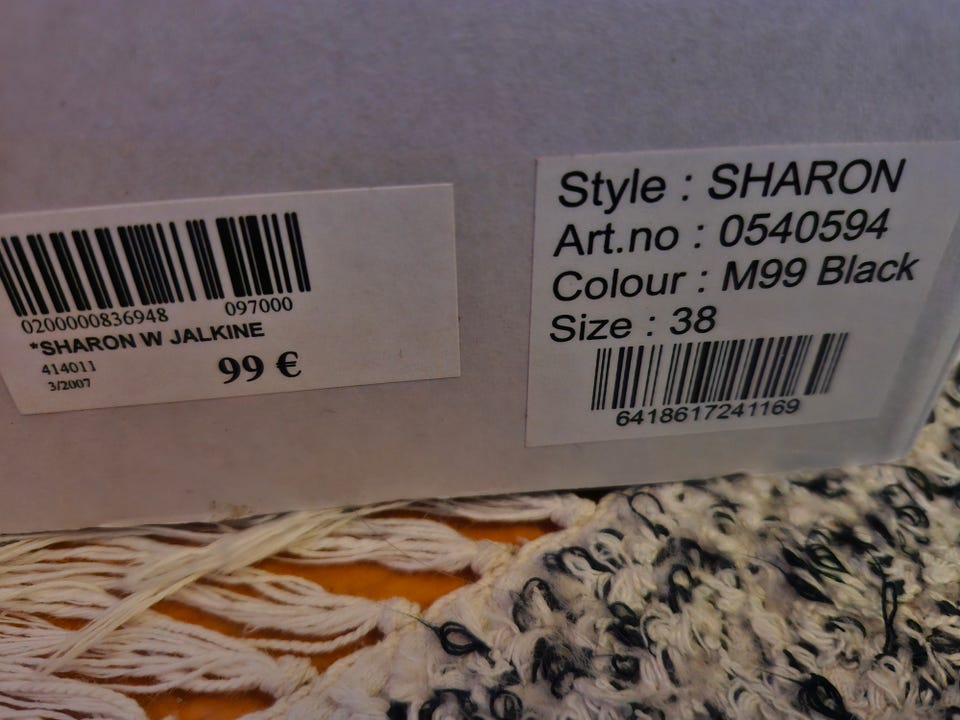 0200000836948 097000
*SHARON W JALKINE
414011
99 €
3/2007
Style : SHARON
Art.no : 0540594
Colour : M99 Black
Size : 38
6418617241169